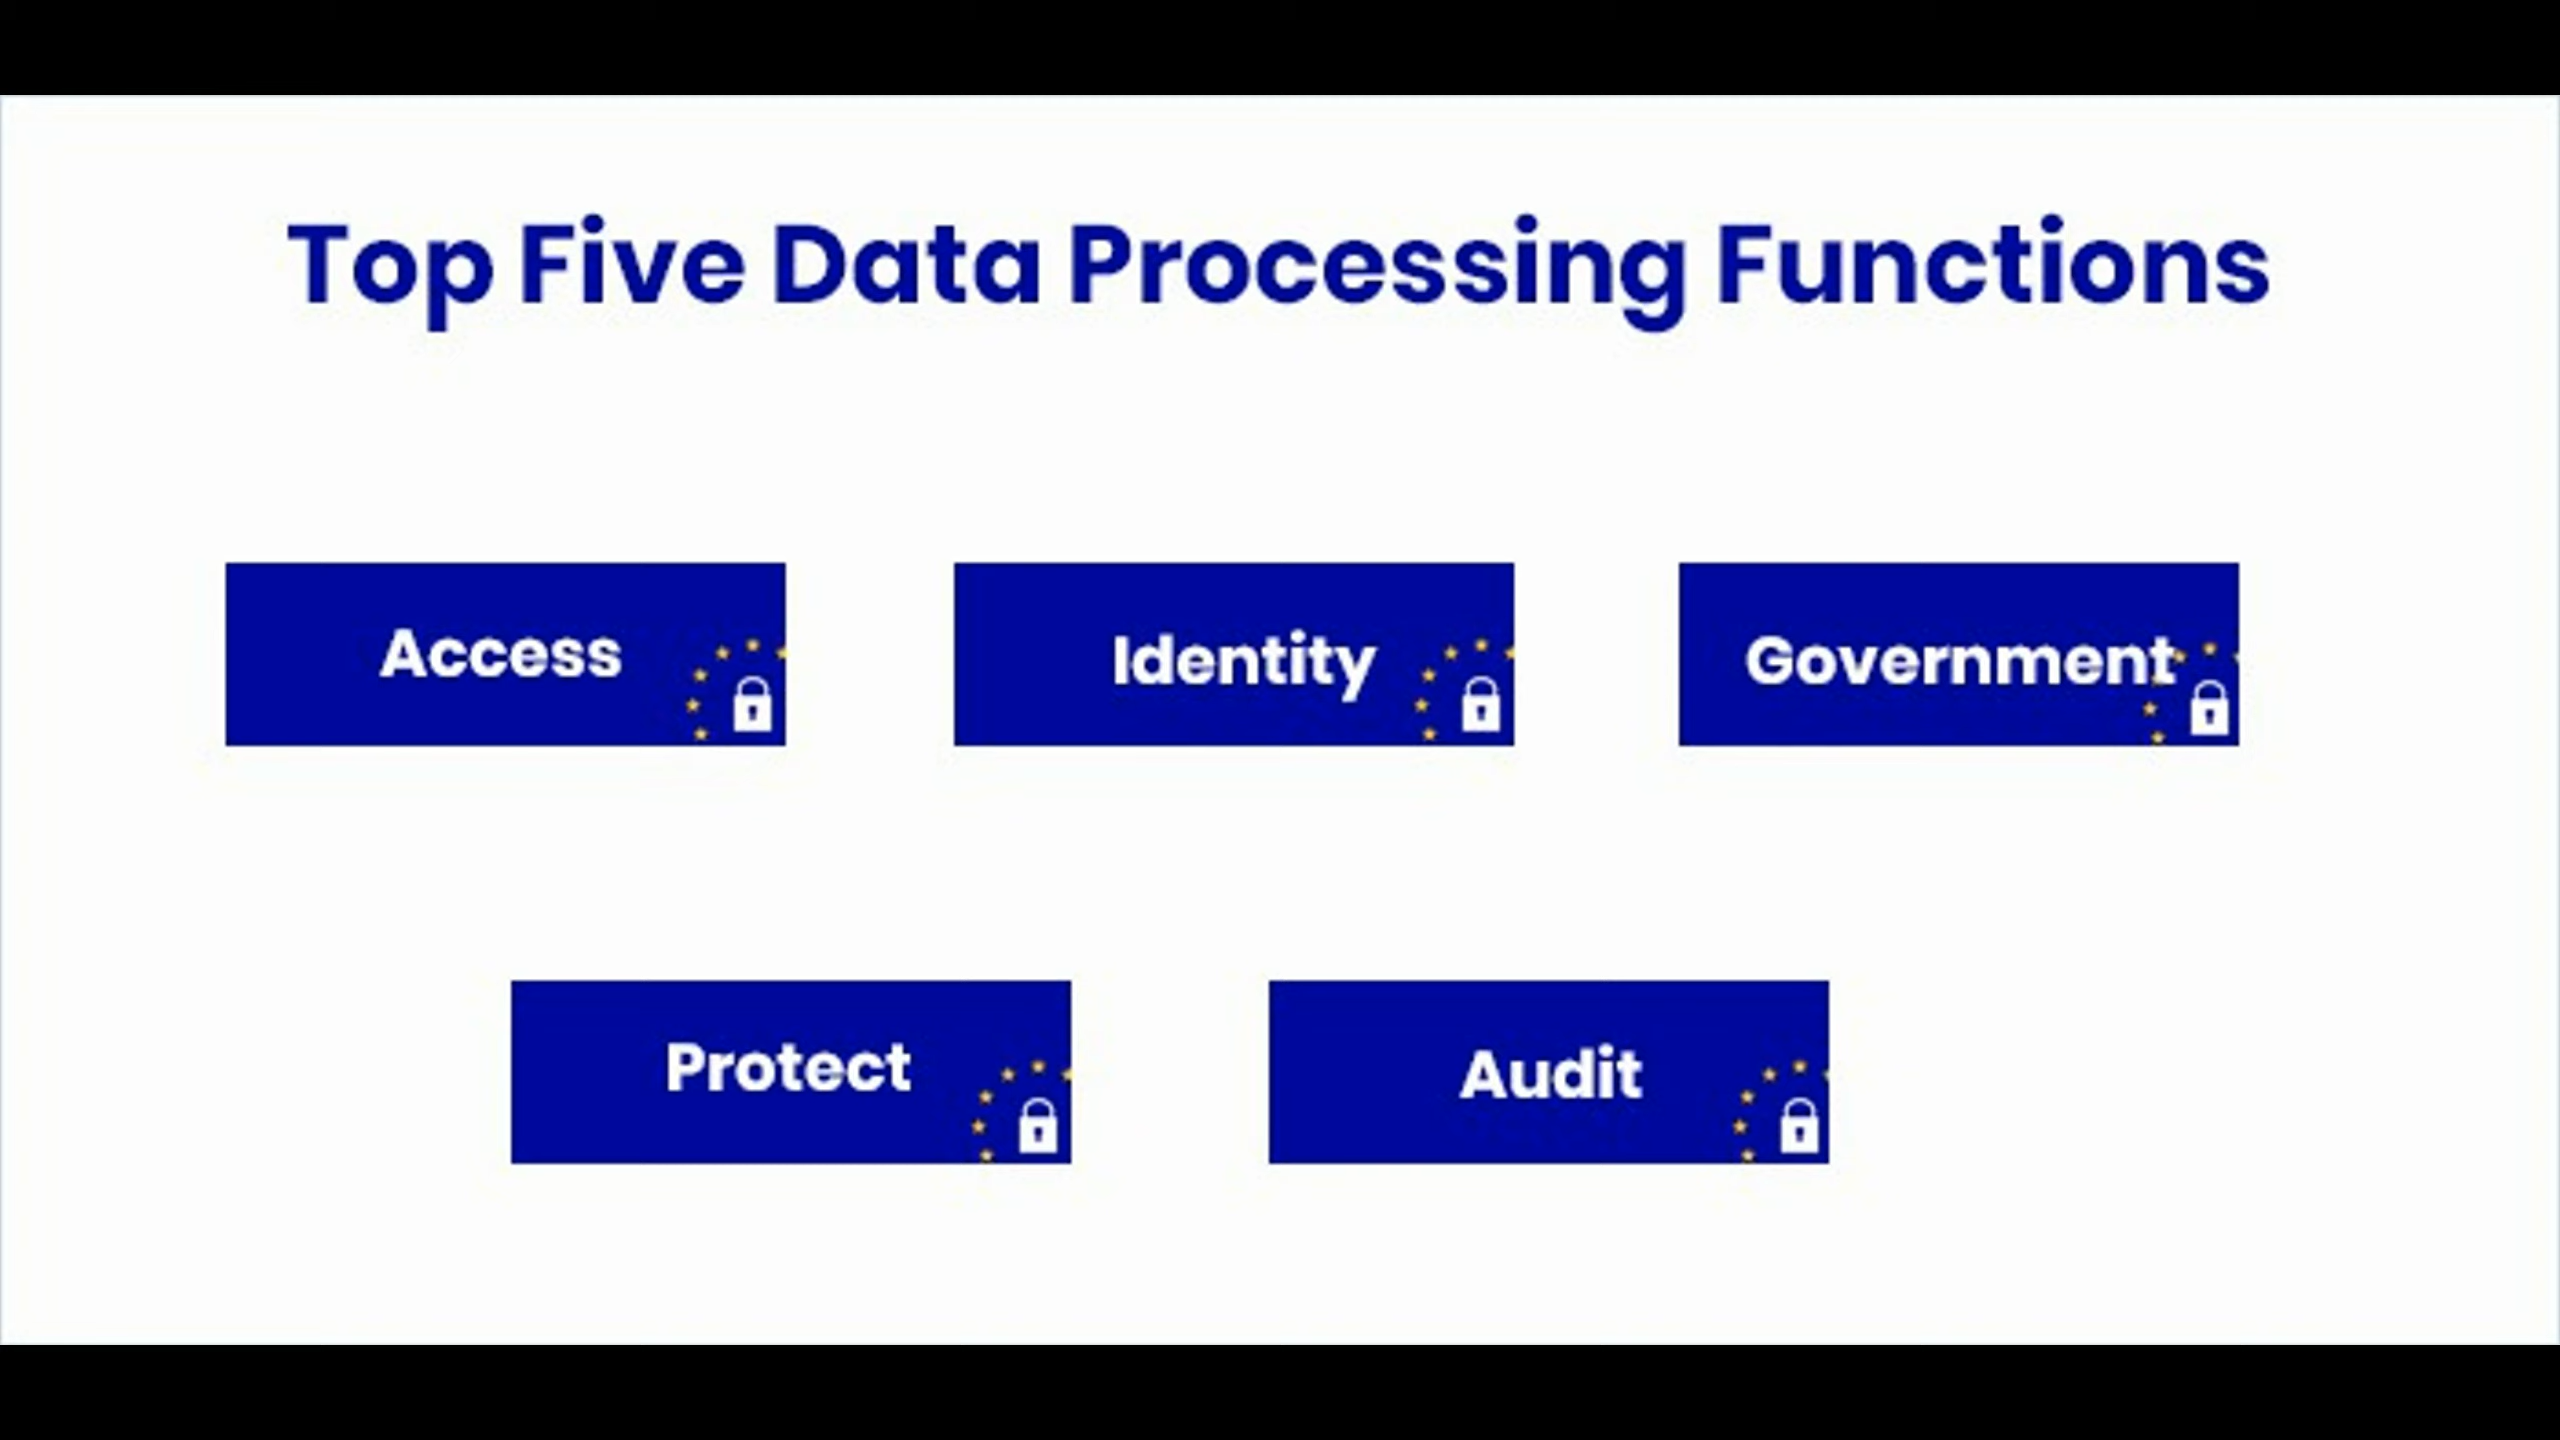 Top Five Data Processing Functions
Access
Identity
Government
Protect
Audit